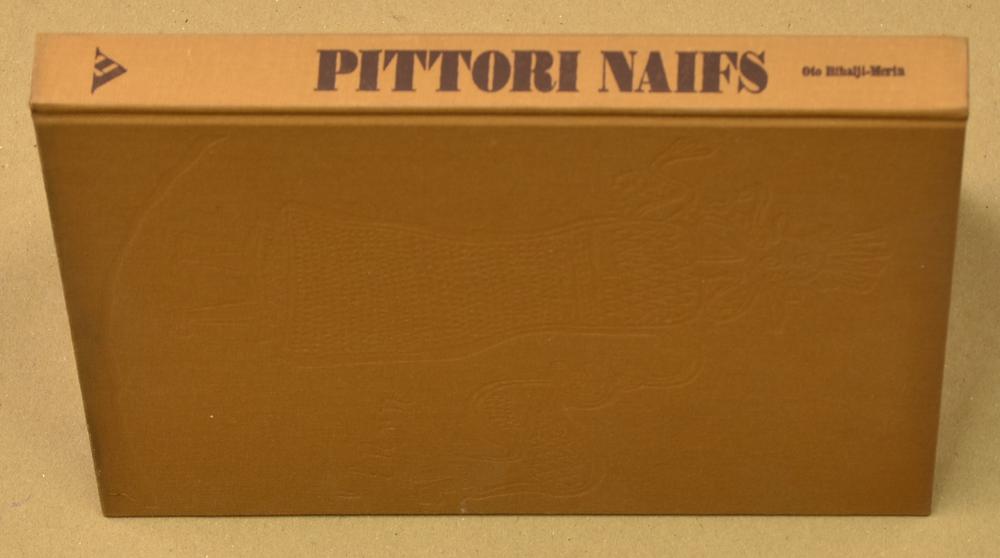 PITTORI NAIFS
Oto Bihalji-Merin